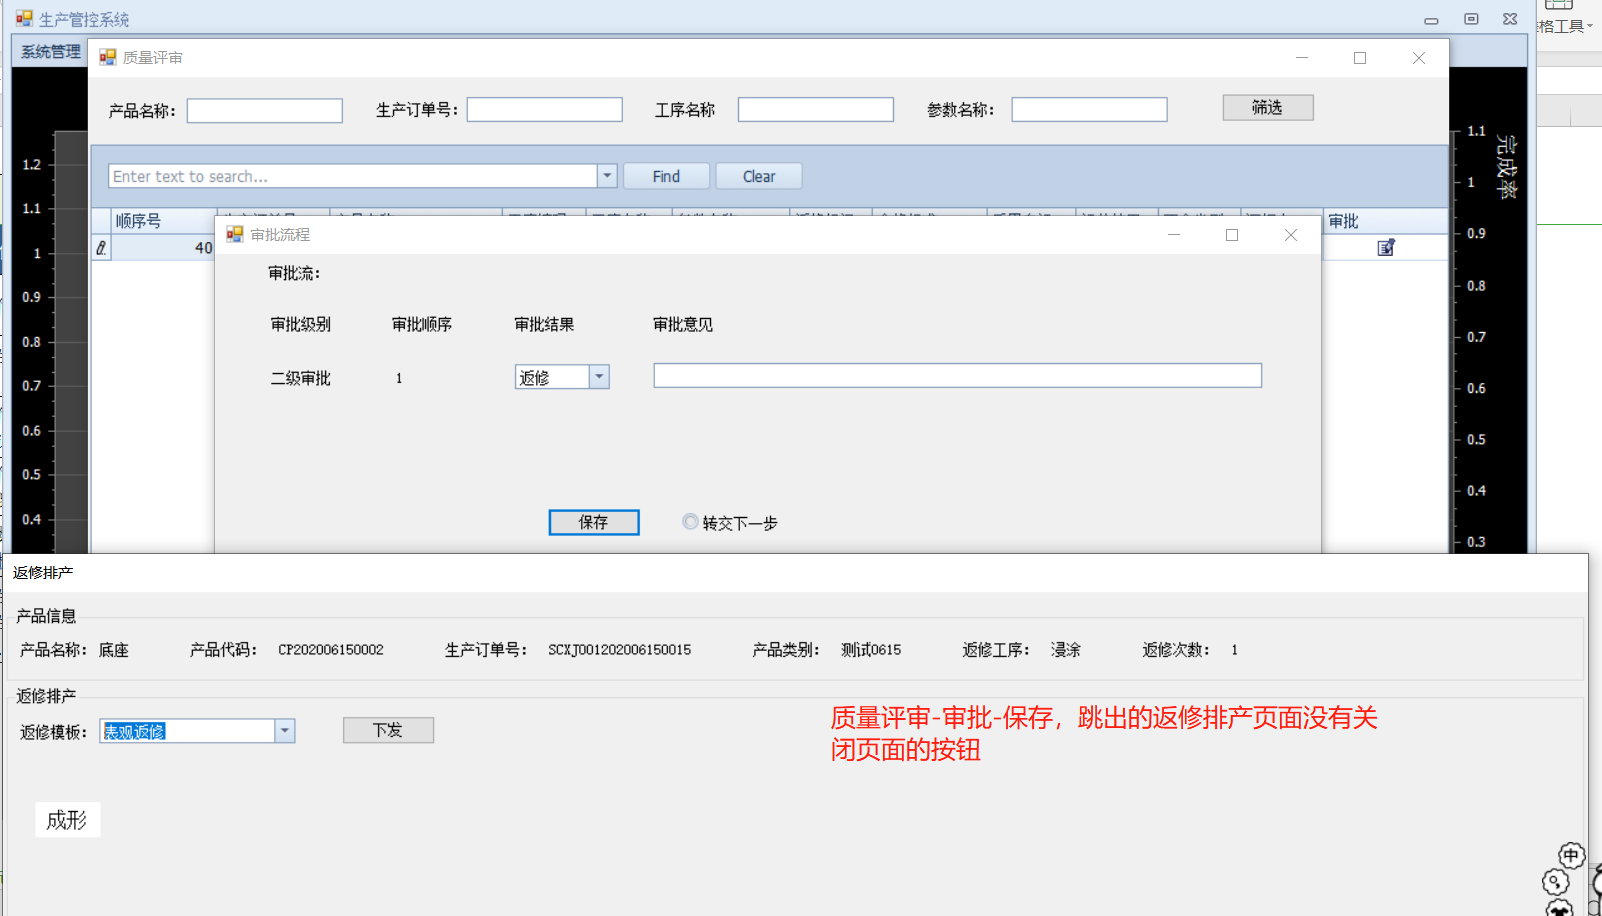 生产管控系统
格工具
系统管理
质量评审
产品名称：
生产订单号：
工序名称
参数名称：
筛选
Enter text to search...
Find
Clear
顺序号
审批
40
审批流程
审批流：
审批级别
审批顺序
审批结果
审批意见
二级审批
1
返修
保存
转交下一步
1.2
1.1
1
0.9
0.8
0.7
0.6
0.5
0.4
1.1
1
0.9
0.8
0.7
0.6
0.5
0.4
0.3
完成率
返修排产
产品信息
产品名称： 底座
产品代码： CP202006150002
生产订单号： SCXJ001202006150015
产品类别： 测试0615
返修工序： 浸涂
返修次数： 1
返修排产
返修模板： 表观返修
下发
质量评审-审批-保存，跳出的返修排产页面没有关
闭页面的按钮
成形
中